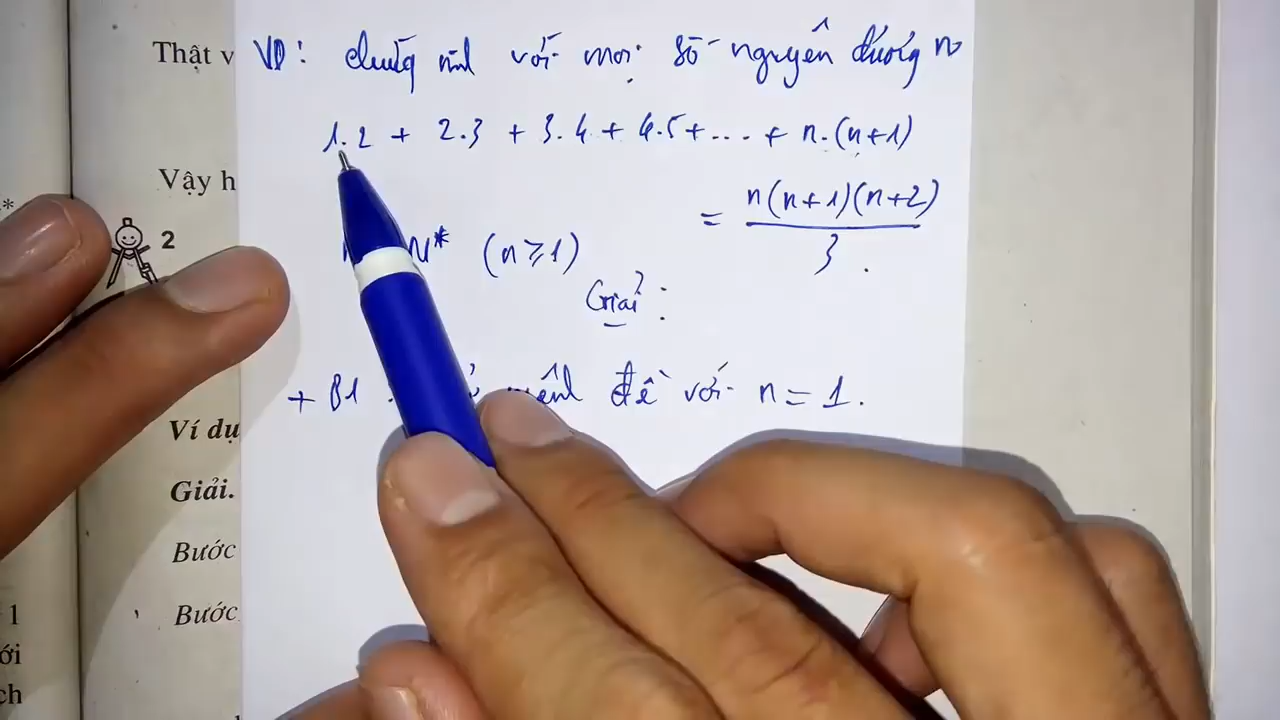 Thật v
VD: chứng minh với mọi số nguyên dương n
1.2 + 2.3 + 3.4 + 4.5 + .... + n.(n+1)
Vậy h
= n(n+1)(n+2) / 3.
*
2
N* (n ≥ 1)
Giải:
+ B1 mệnh đề với n = 1.
Ví dụ
Giải.
Bước
Bước
1
ới
ch